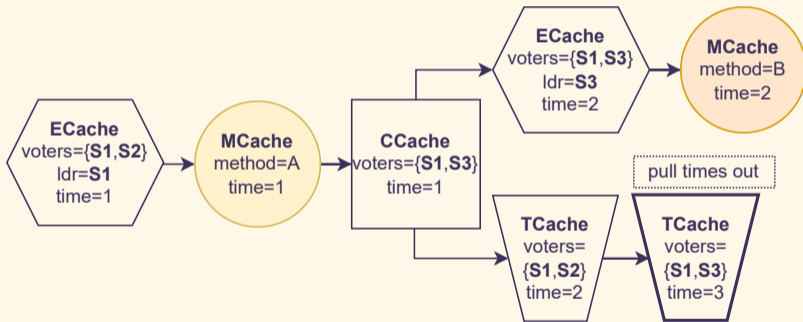 ECache
voters={S1,S2}
ldr=S1
time=1
MCache
method=A
time=1
CCache
voters={S1,S3}
time=1
ECache
voters={S1,S3}
ldr=S3
time=2
MCache
method=B
time=2
TCache
voters=
{S1,S2}
time=2
pull times out
TCache
voters=
{S1,S3}
time=3